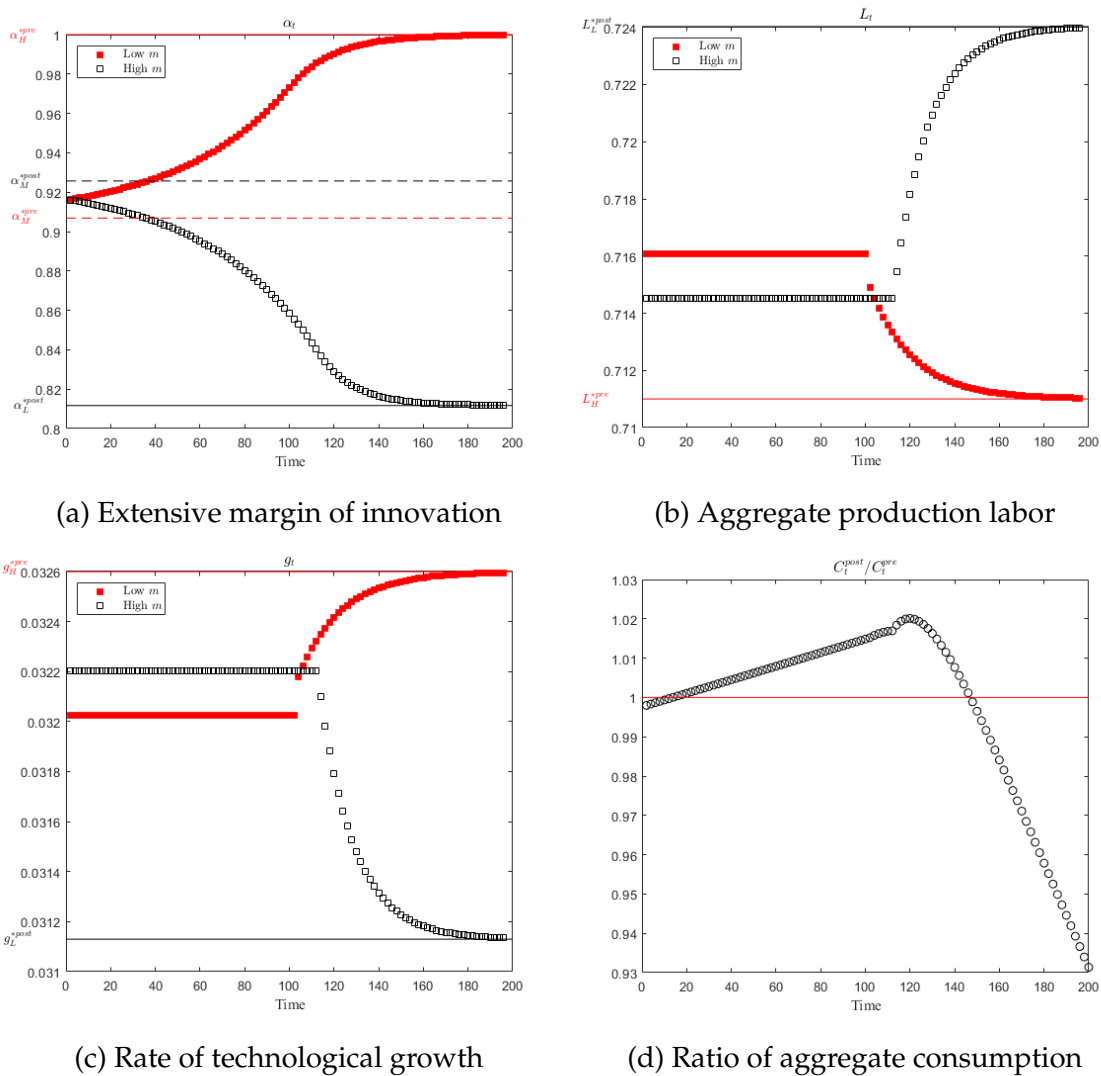 α_t
α_H^{*pre}
1
0.98
0.96
0.94
α_M^{*post}
0.92
α_M^{*pre}
0.9
0.88
0.86
0.84
0.82
α_L^{*post}
0.8
Low m
High m
0 20 40 60 80 100 120 140 160 180 200
Time
(a) Extensive margin of innovation
L_t
L_L^{*post} 0.724
0.722
0.72
0.718
0.716
0.714
0.712
L_H^{*pre}
0.71
Low m
High m
0 20 40 60 80 100 120 140 160 180 200
Time
(b) Aggregate production labor
g_t
g_H^{*pre} 0.0326
0.0324
0.0322
0.032
0.0318
0.0316
0.0314
0.0312
g_L^{*post}
0.031
Low m
High m
0 20 40 60 80 100 120 140 160 180 200
Time
(c) Rate of technological growth
C_t^{post}/C_t^{pre}
1.03
1.02
1.01
1
0.99
0.98
0.97
0.96
0.95
0.94
0.93
0 20 40 60 80 100 120 140 160 180 200
Time
(d) Ratio of aggregate consumption